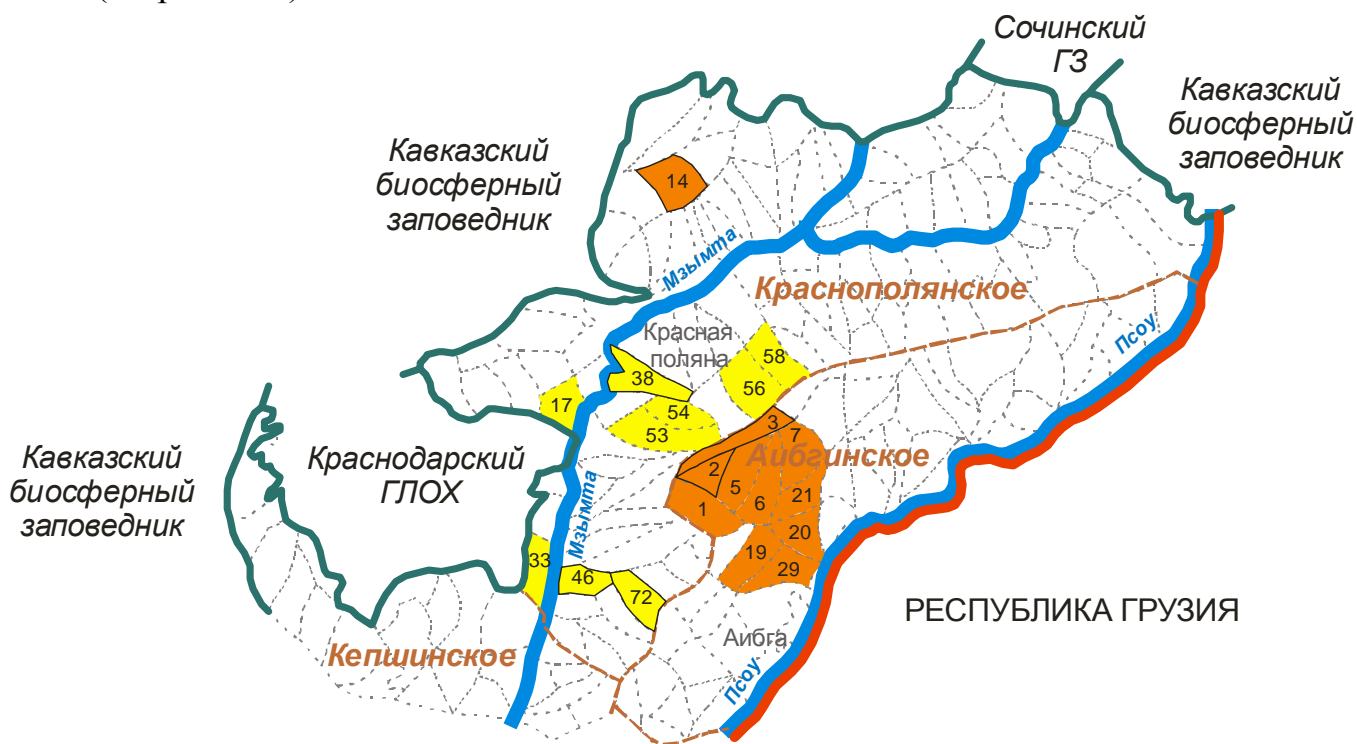 Сочинский
ГЗ
Кавказский
биосферный
заповедник
Кавказский
биосферный
заповедник
14
Мзымта
Краснополянское
Псоу
Красная
поляна
58
38
56
17
54
53
3
7
Аибгинское
2
5
21
1
6
20
19
29
Кавказский
биосферный
заповедник
Краснодарский
ГЛОХ
Мзымта
33
46
72
РЕСПУБЛИКА ГРУЗИЯ
Аибга
Кепшинское
Псоу